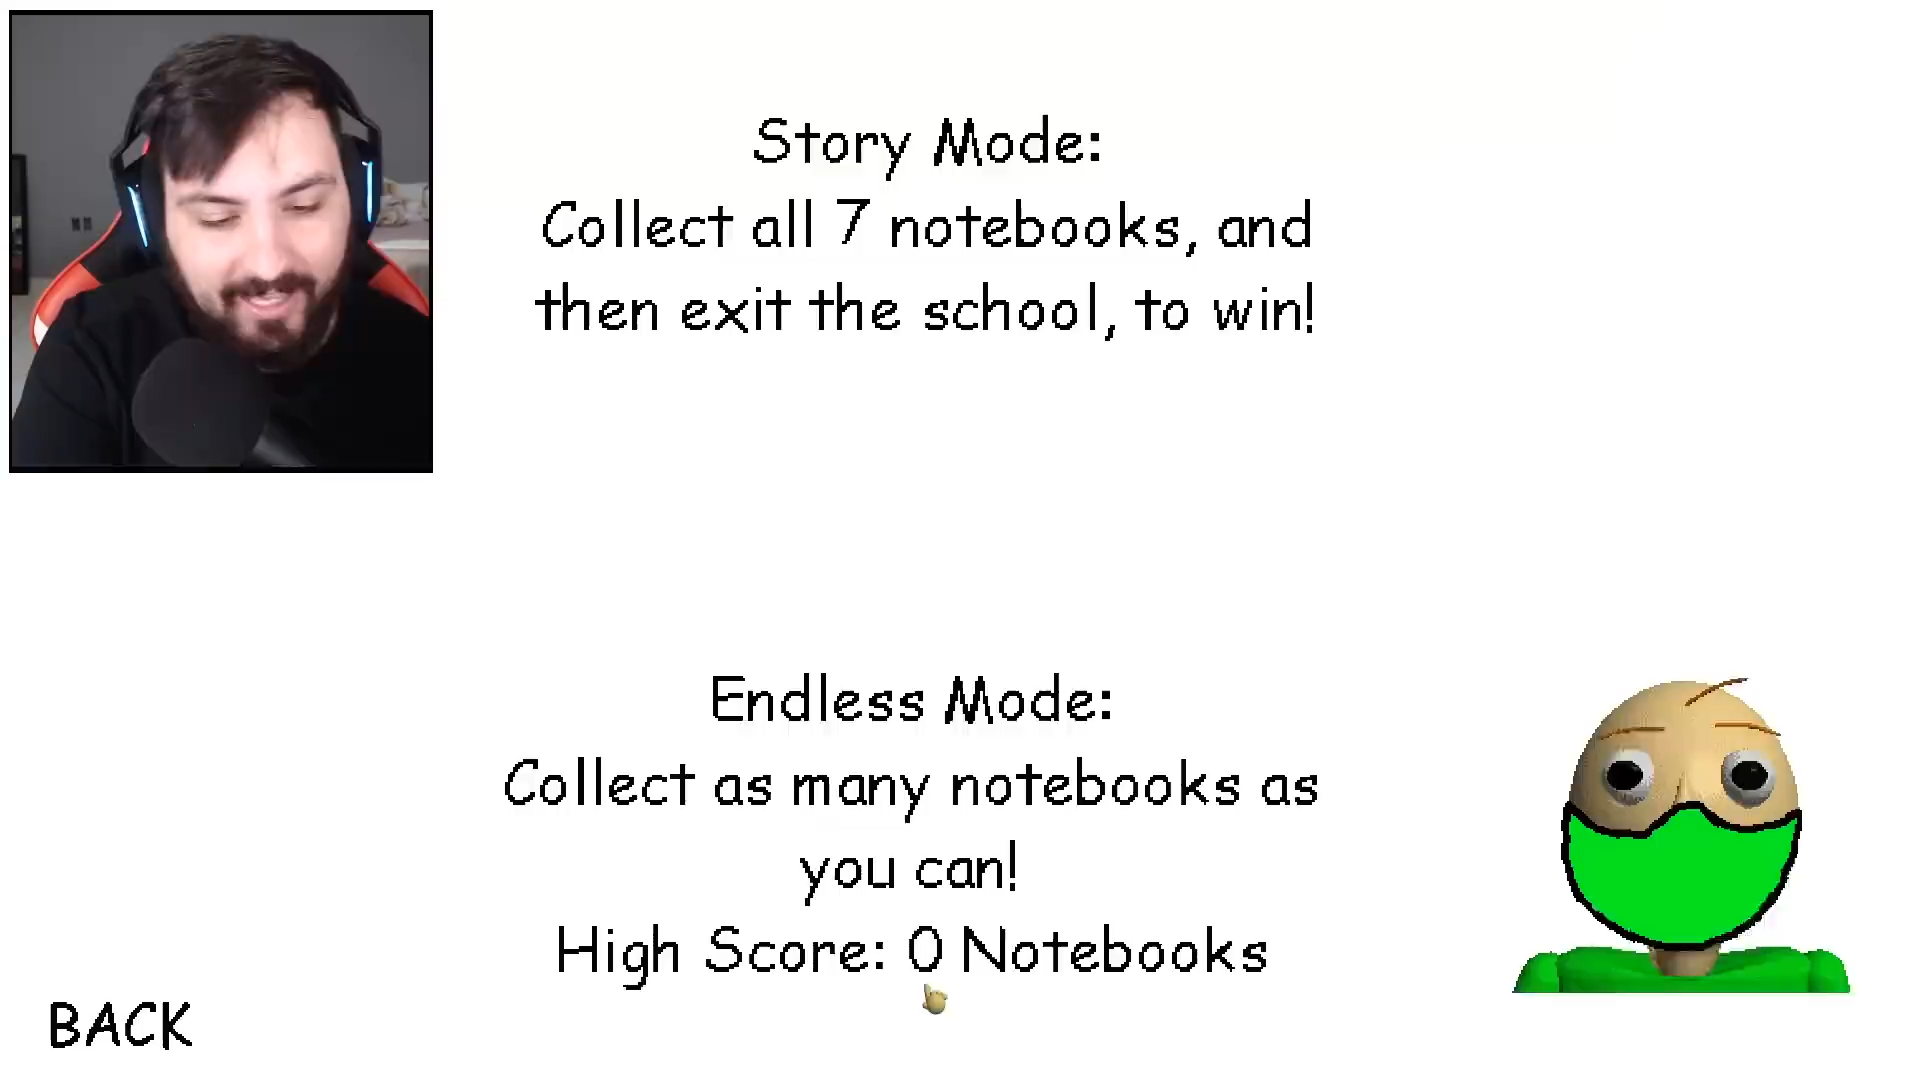 Story Mode:
Collect all 7 notebooks, and
then exit the school, to win!
Endless Mode:
Collect as many notebooks as
you can!
High Score: 0 Notebooks
BACK